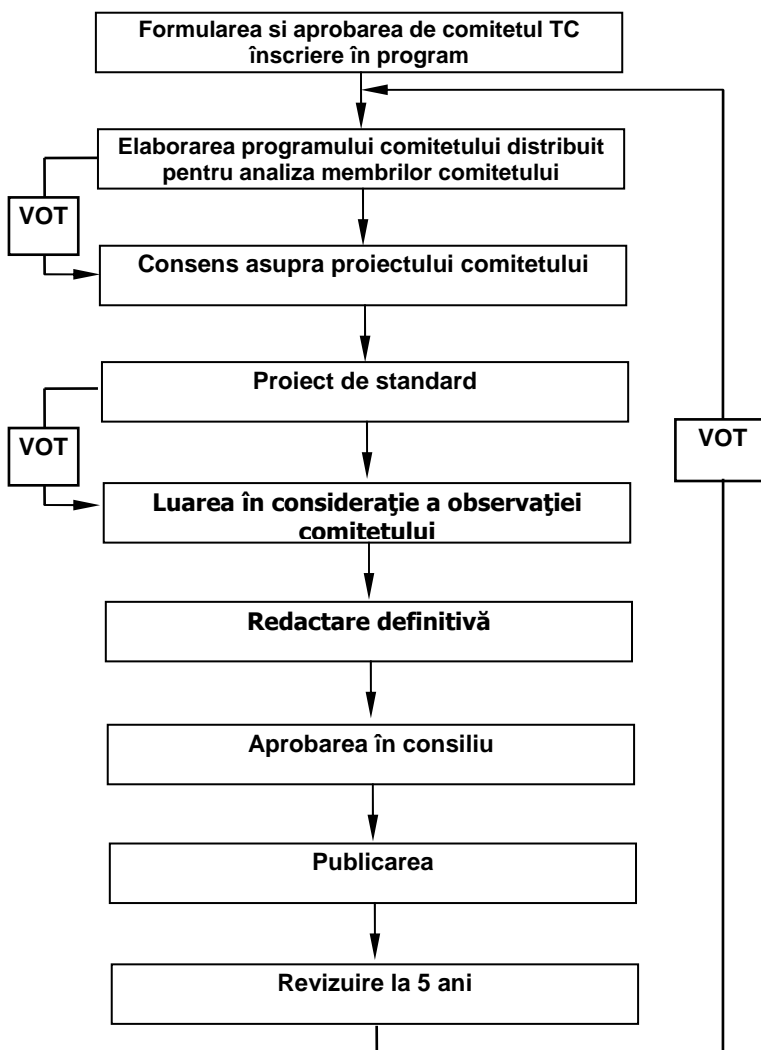 Formularea si aprobarea de comitetul TC
înscriere în program
Elaborarea programului comitetului distribuit
pentru analiza membrilor comitetului
VOT
Consens asupra proiectului comitetului
Proiect de standard
VOT
VOT
Luarea în consideraţie a observaţiei
comitetului
Redactare definitivă
Aprobarea în consiliu
Publicarea
Revizuire la 5 ani